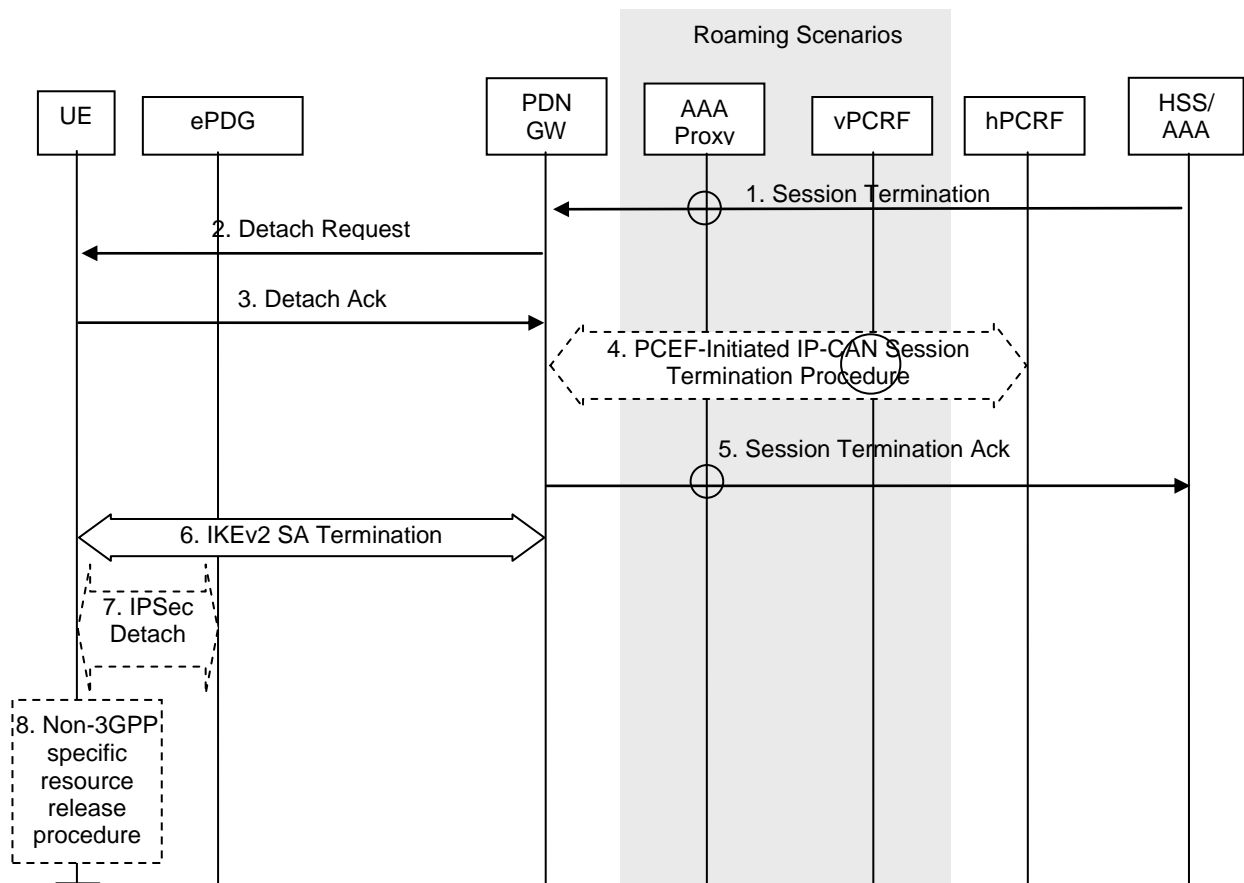 Roaming Scenarios
UE
ePDG
PDN
GW
AAA
Proxy
vPCRF
hPCRF
HSS/
AAA
1. Session Termination
2. Detach Request
3. Detach Ack
4. PCEF-Initiated IP-CAN Session
Termination Procedure
5. Session Termination Ack
6. IKEv2 SA Termination
7. IPSec
Detach
8. Non-3GPP
specific
resource
release
procedure